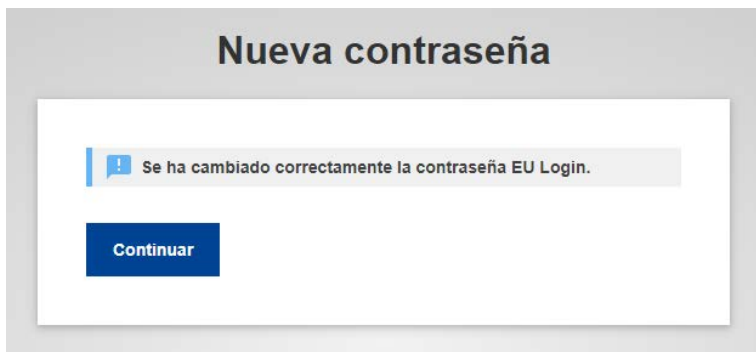 Nueva contraseña
Se ha cambiado correctamente la contraseña EU Login.
Continuar